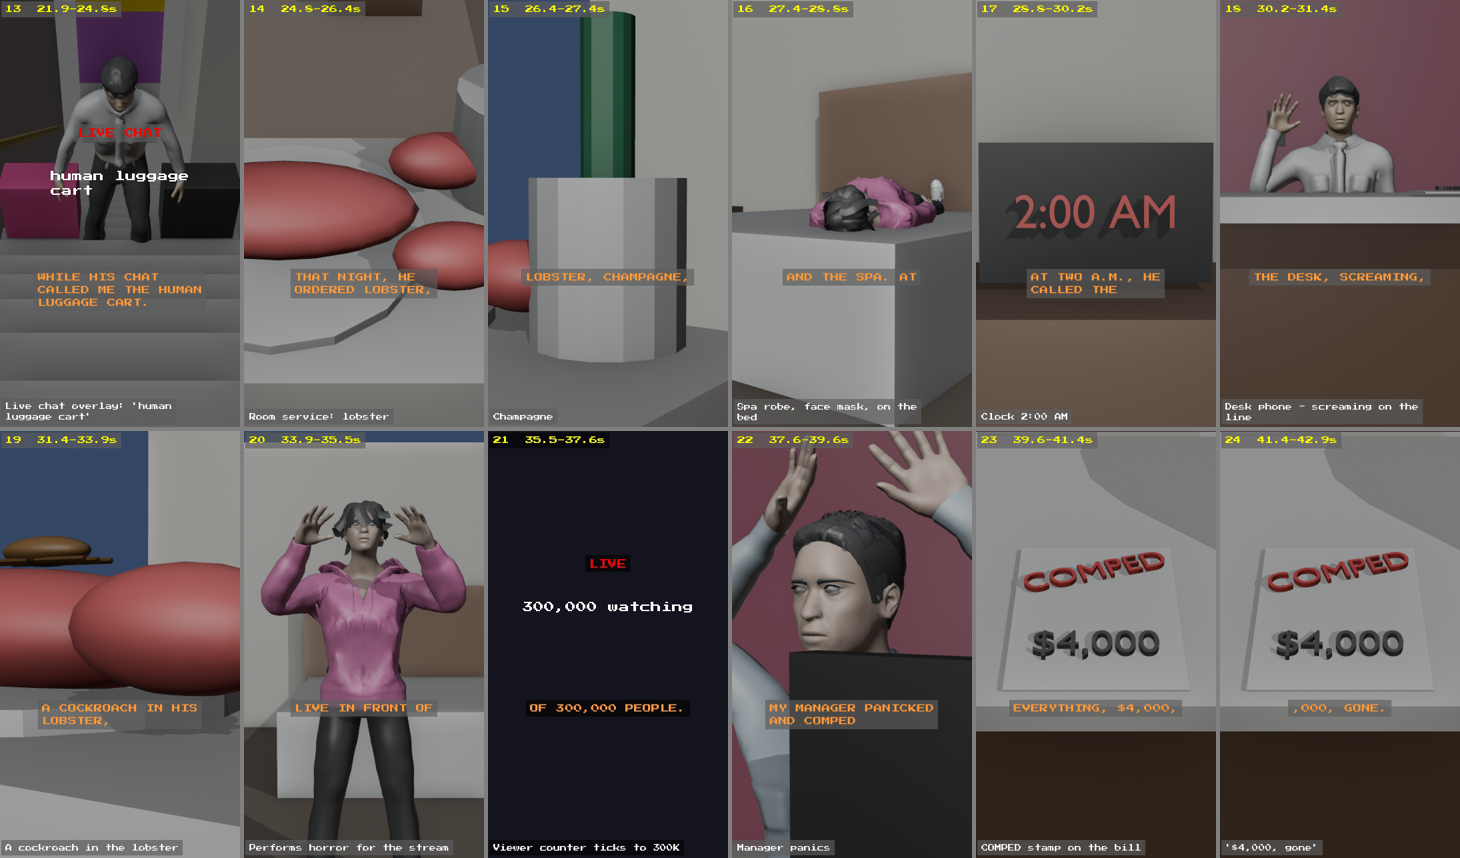 13 21.9-24.8s
LIVE CHAT
human luggage
cart
WHILE HIS CHAT
CALLED ME THE HUMAN
LUGGAGE CART.
Live chat overlay: 'human
luggage cart'
14 24.8-26.4s
THAT NIGHT, HE
ORDERED LOBSTER,
Room service: lobster
15 26.4-27.4s
LOBSTER, CHAMPAGNE,
Champagne
16 27.4-28.8s
AND THE SPA. AT
Spa robe, face mask, on the
bed
17 28.8-30.2s
2:00 AM
AT TWO A.M., HE
CALLED THE
Clock 2:00 AM
18 30.2-31.4s
THE DESK, SCREAMING,
Desk phone - screaming on the
line
19 31.4-33.9s
A COCKROACH IN HIS
LOBSTER,
A cockroach in the lobster
20 33.9-35.5s
LIVE IN FRONT OF
Performs horror for the stream
21 35.5-37.6s
LIVE
300,000 watching
OF 300,000 PEOPLE.
Viewer counter ticks to 300K
22 37.6-39.6s
MY MANAGER PANICKED
AND COMPED
Manager panics
23 39.6-41.4s
COMPED
$4,000
EVERYTHING, $4,000,
COMPED stamp on the bill
24 41.4-42.9s
COMPED
$4,000
,000, GONE.
'$4,000, gone'